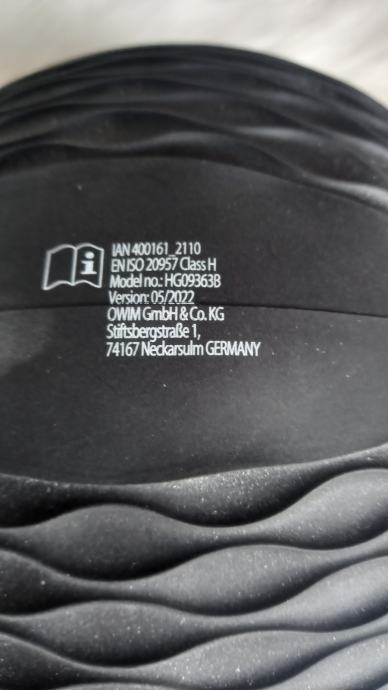 IAN 400161_2110
EN ISO 20957 Class H
Model no.: HG09363B
Version: 05/2022
OWIM GmbH & Co. KG
Stiftsbergstraße 1,
74167 Neckarsulm GERMANY